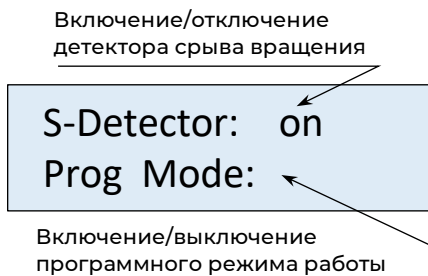 Включение/отключение
детектора срыва вращения
S-Detector: on
Prog Mode:
Включение/выключение
программного режима работы